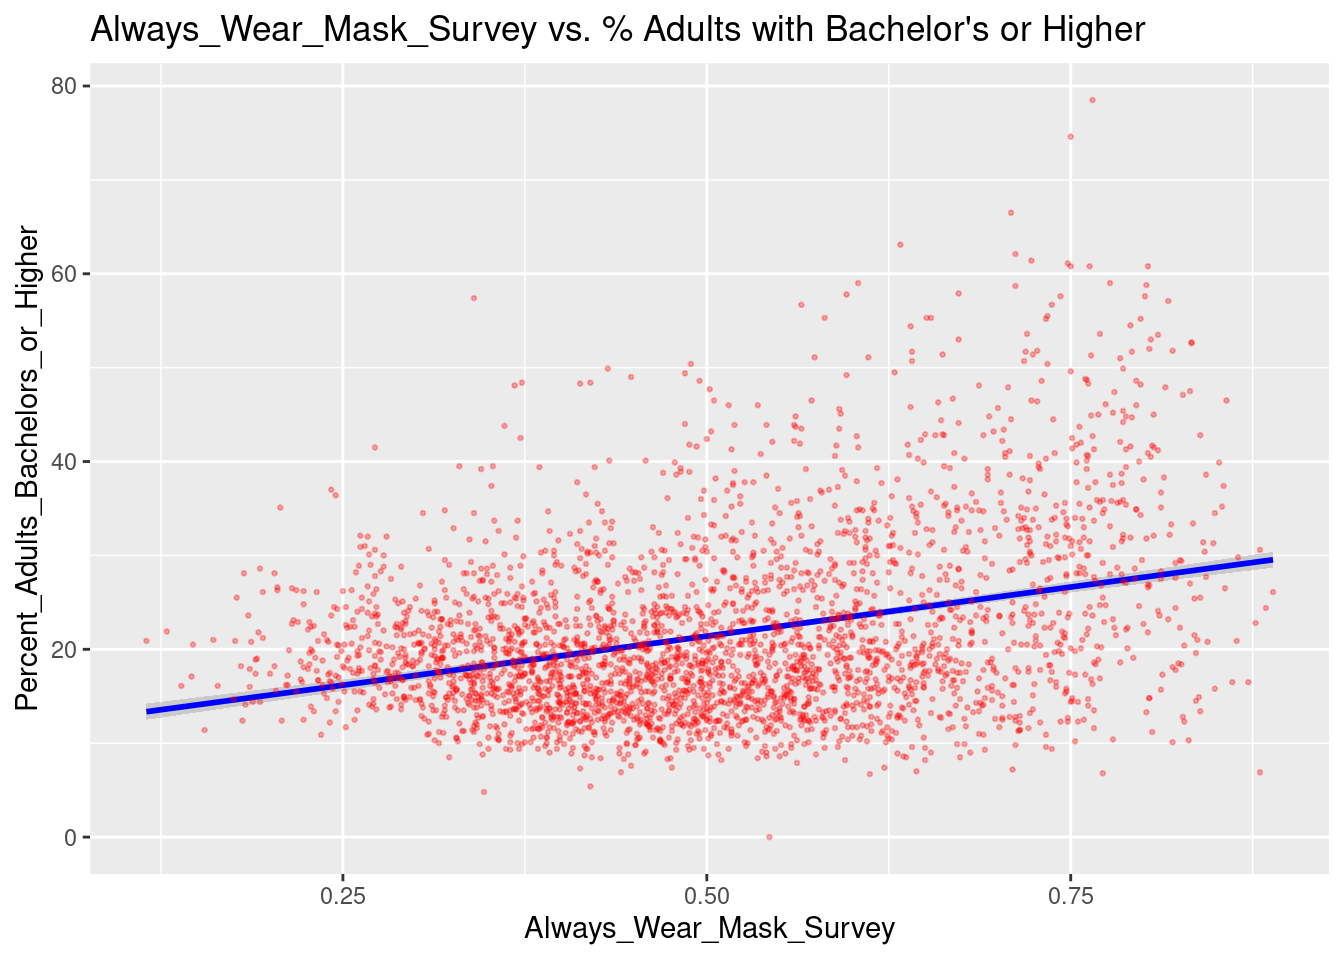 Always_Wear_Mask_Survey vs. % Adults with Bachelor's or Higher
Percent_Adults_Bachelors_or_Higher
80
60
40
20
0
0.25 0.50 0.75
Always_Wear_Mask_Survey